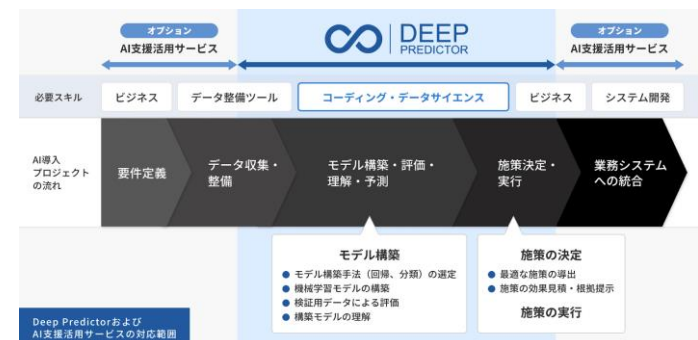 オプション
AI支援活用サービス
DEEP
PREDICTOR
オプション
AI支援活用サービス
必要スキル
ビジネス
データ整備ツール
コーディング・データサイエンス
ビジネス
システム開発
AI導入
プロジェクト
の流れ
要件定義
データ収集・
整備
モデル構築・評価・
理解・予測
施策決定・
実行
業務システム
への統合
モデル構築
● モデル構築手法（回帰、分類）の選定
● 機械学習モデルの構築
● 検証用データによる評価
● 構築モデルの理解
施策の決定
● 最適な施策の導出
● 施策の効果見積・根拠提示
施策の実行
Deep Predictorおよび
AI支援活用サービスの対応範囲